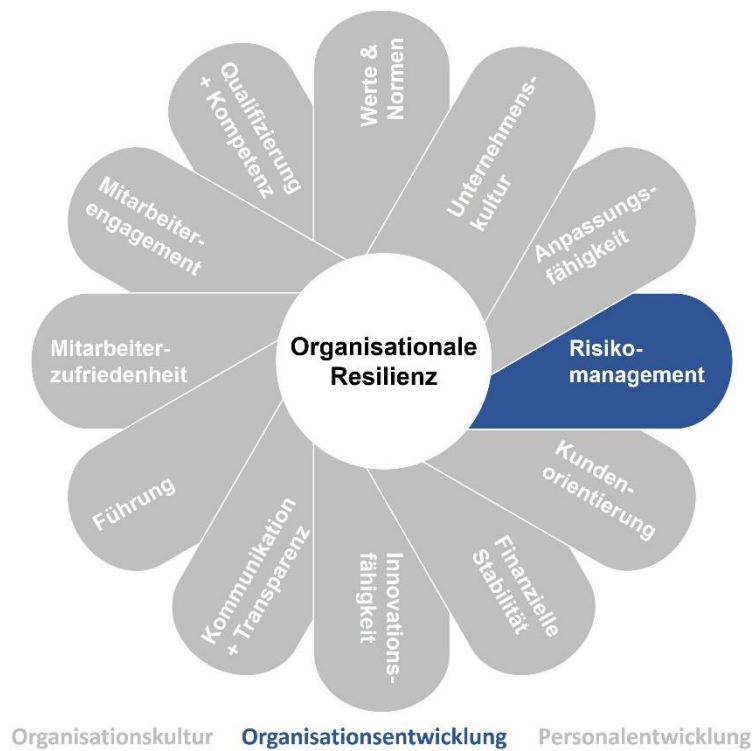 Werte &
Normen
Unternehmens-
kultur
Anpassungs-
fähigkeit
Risiko-
management
Kunden-
orientierung
Finanzielle
Stabilität
Innovations-
fähigkeit
Kommunikation
+ Transparenz
Führung
Mitarbeiter-
zufriedenheit
Mitarbeiter-
engagement
Qualifizierung
+ Kompetenz
Organisationale
Resilienz
Organisationskultur Organisationsentwicklung Personalentwicklung